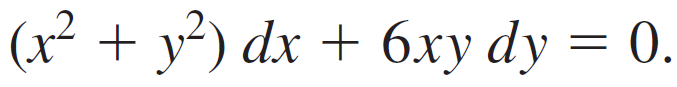 (x² + y²) dx + 6xy dy = 0.